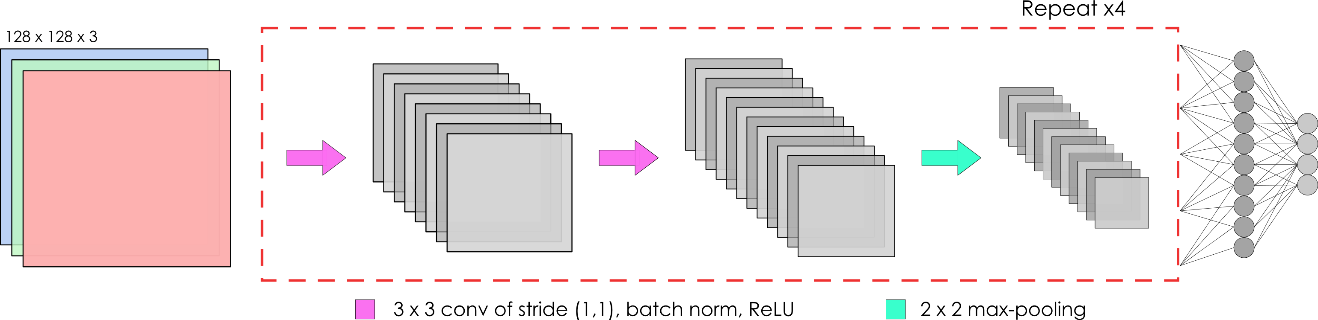 Repeat x4
128 x 128 x 3
3 x 3 conv of stride (1,1), batch norm, ReLU
2 x 2 max-pooling